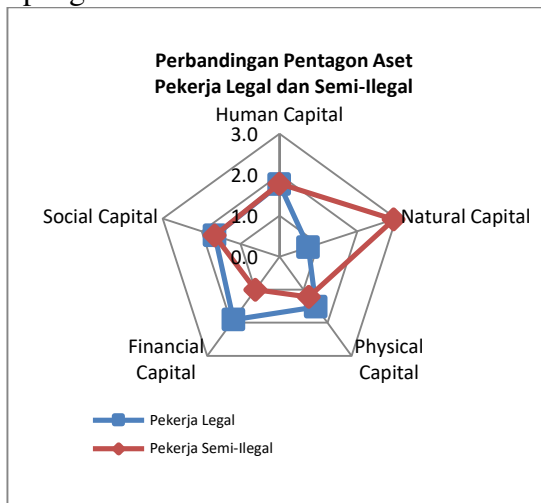 Perbandingan Pentagon Aset
Pekerja Legal dan Semi-Ilegal
Human Capital
3.0
2.0
1.0
0.0
Social Capital
Natural Capital
Financial
Capital
Physical
Capital
Pekerja Legal
Pekerja Semi-Ilegal